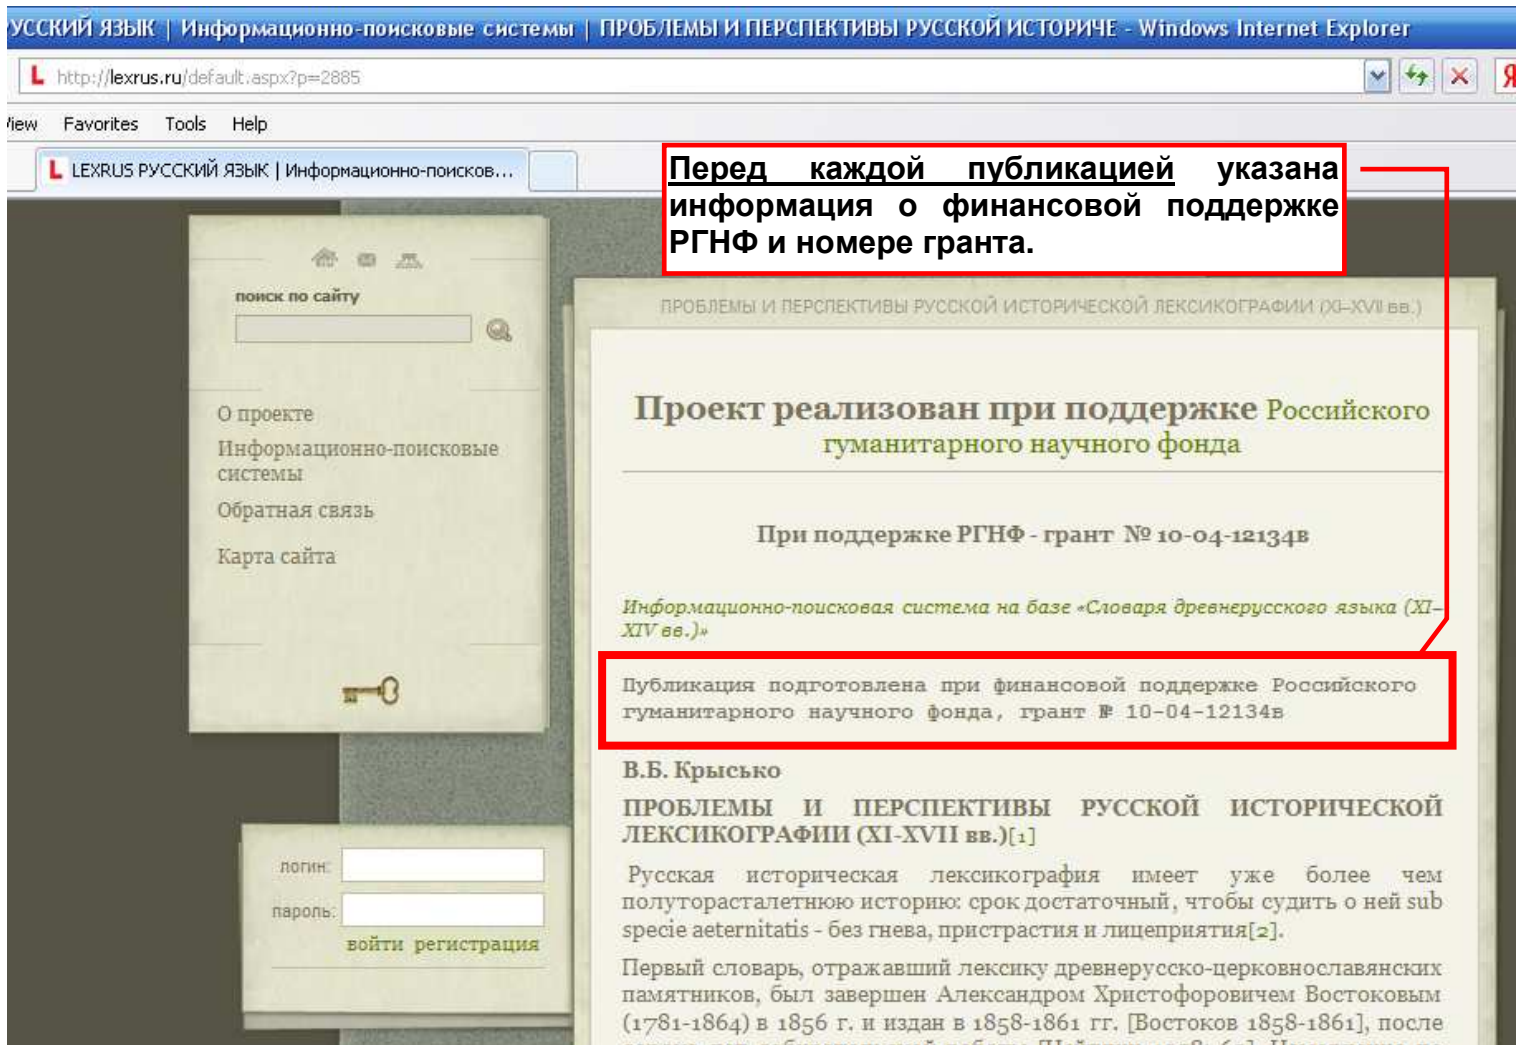 УССКИЙ ЯЗЫК | Информационно-поисковые системы | ПРОБЛЕМЫ И ПЕРСПЕКТИВЫ РУССКОЙ ИСТОРИЧЕ - Windows Internet Explorer
http://lexrus.ru/default.aspx?p=2885
View Favorites Tools Help
LEXRUS РУССКИЙ ЯЗЫК | Информационно-поисков...
Перед каждой публикацией указана
информация о финансовой поддержке
РГНФ и номере гранта.
поиск по сайту
О проекте
Информационно-поисковые
системы
Обратная связь
Карта сайта
логин:
пароль:
войти регистрация
ПРОБЛЕМЫ И ПЕРСПЕКТИВЫ РУССКОЙ ИСТОРИЧЕСКОЙ ЛЕКСИКОГРАФИИ (XI–XVII вв.)
Проект реализован при поддержке Российского
гуманитарного научного фонда
При поддержке РГНФ - грант № 10-04-12134в
Информационно-поисковая система на базе «Словаря древнерусского языка (XI–
XIV вв.)»
Публикация подготовлена при финансовой поддержке Российского
гуманитарного научного фонда, грант № 10-04-12134в
В.Б. Крысько
ПРОБЛЕМЫ И ПЕРСПЕКТИВЫ РУССКОЙ ИСТОРИЧЕСКОЙ
ЛЕКСИКОГРАФИИ (XI-XVII вв.)[1]
Русская историческая лексикография имеет уже более чем
полуторасталетнюю историю: срок достаточный, чтобы судить о ней sub
specie aeternitatis - без гнева, пристрастия и лицеприятия[2].
Первый словарь, отражавший лексику древнерусско-церковнославянских
памятников, был завершен Александром Христофоровичем Востоковым
(1781-1864) в 1856 г. и издан в 1858-1861 гг. [Востоков 1858-1861], после